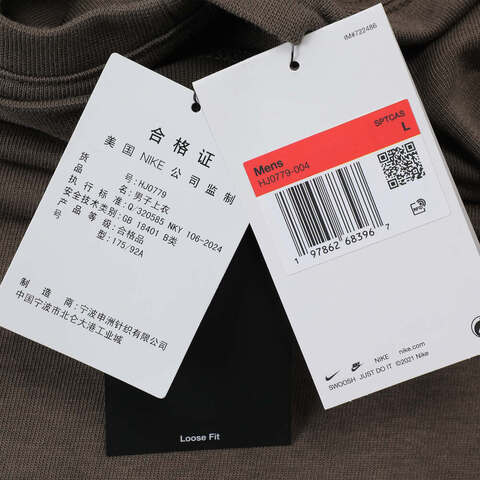 合格证
美国 NIKE 公司监制
货号:HJ0779
品名:男子上衣
执行标准:Q/320585 NKY 106-2024
安全技术类别:GB 18401 B类
等级:合格品
型:175/92A
制造商:宁波申洲针织有限公司
中国宁波市北仑大港工业城
IM#722486
SPTCAS
Mens
L
HJ0779-004
1 97862 68396 7
NIKE nike.com
SWOOSH JUST DO IT ©2021 Nike
Loose Fit